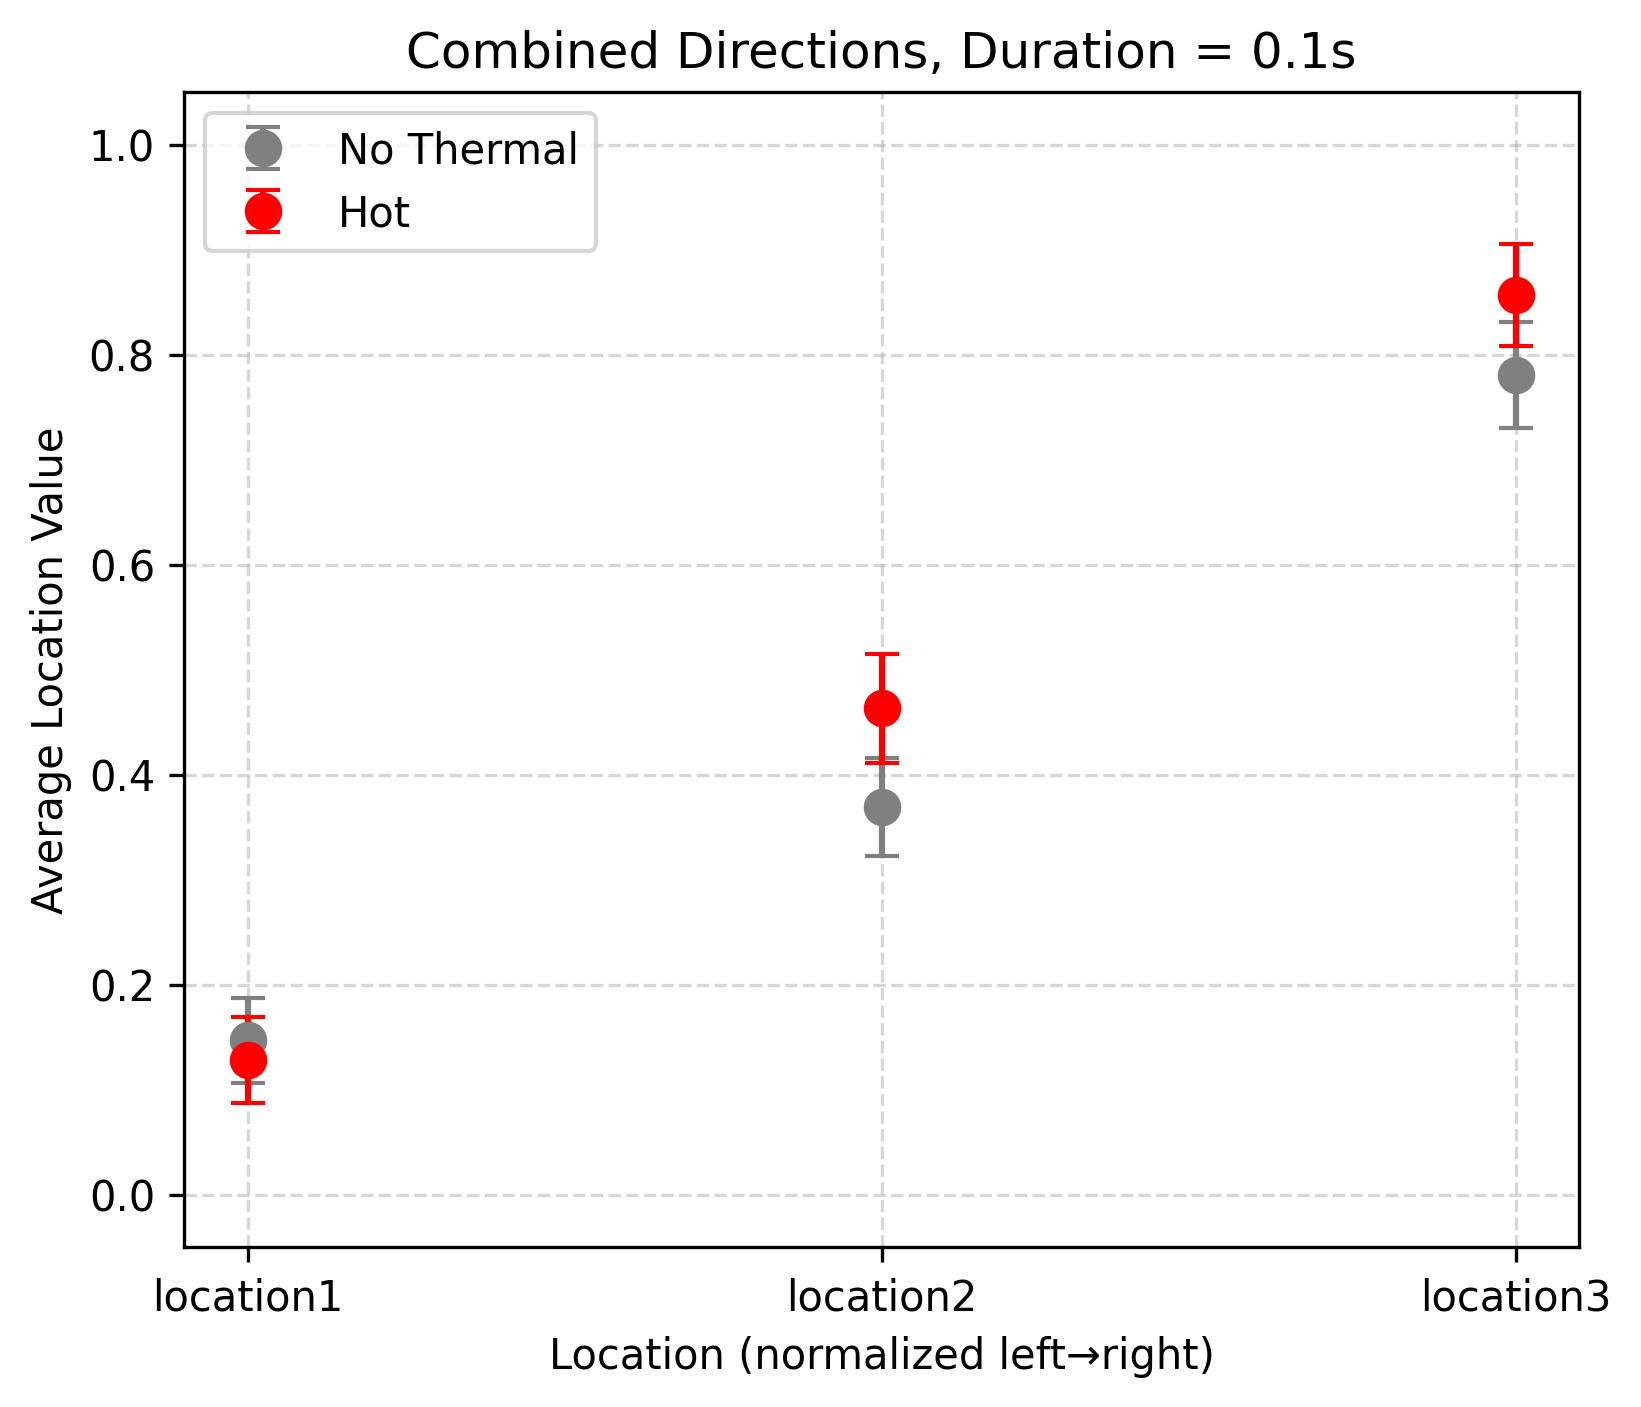 Combined Directions, Duration = 0.1s
No Thermal
Hot
Average Location Value
1.0
0.8
0.6
0.4
0.2
0.0
location1
location2
location3
Location (normalized left→right)